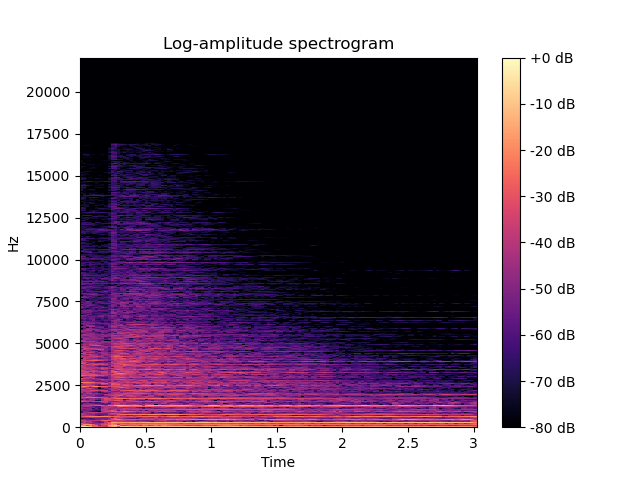 Log-amplitude spectrogram
Hz
20000
17500
15000
12500
10000
7500
5000
2500
0
0 0.5 1 1.5 2 2.5 3
Time
+0 dB
-10 dB
-20 dB
-30 dB
-40 dB
-50 dB
-60 dB
-70 dB
-80 dB